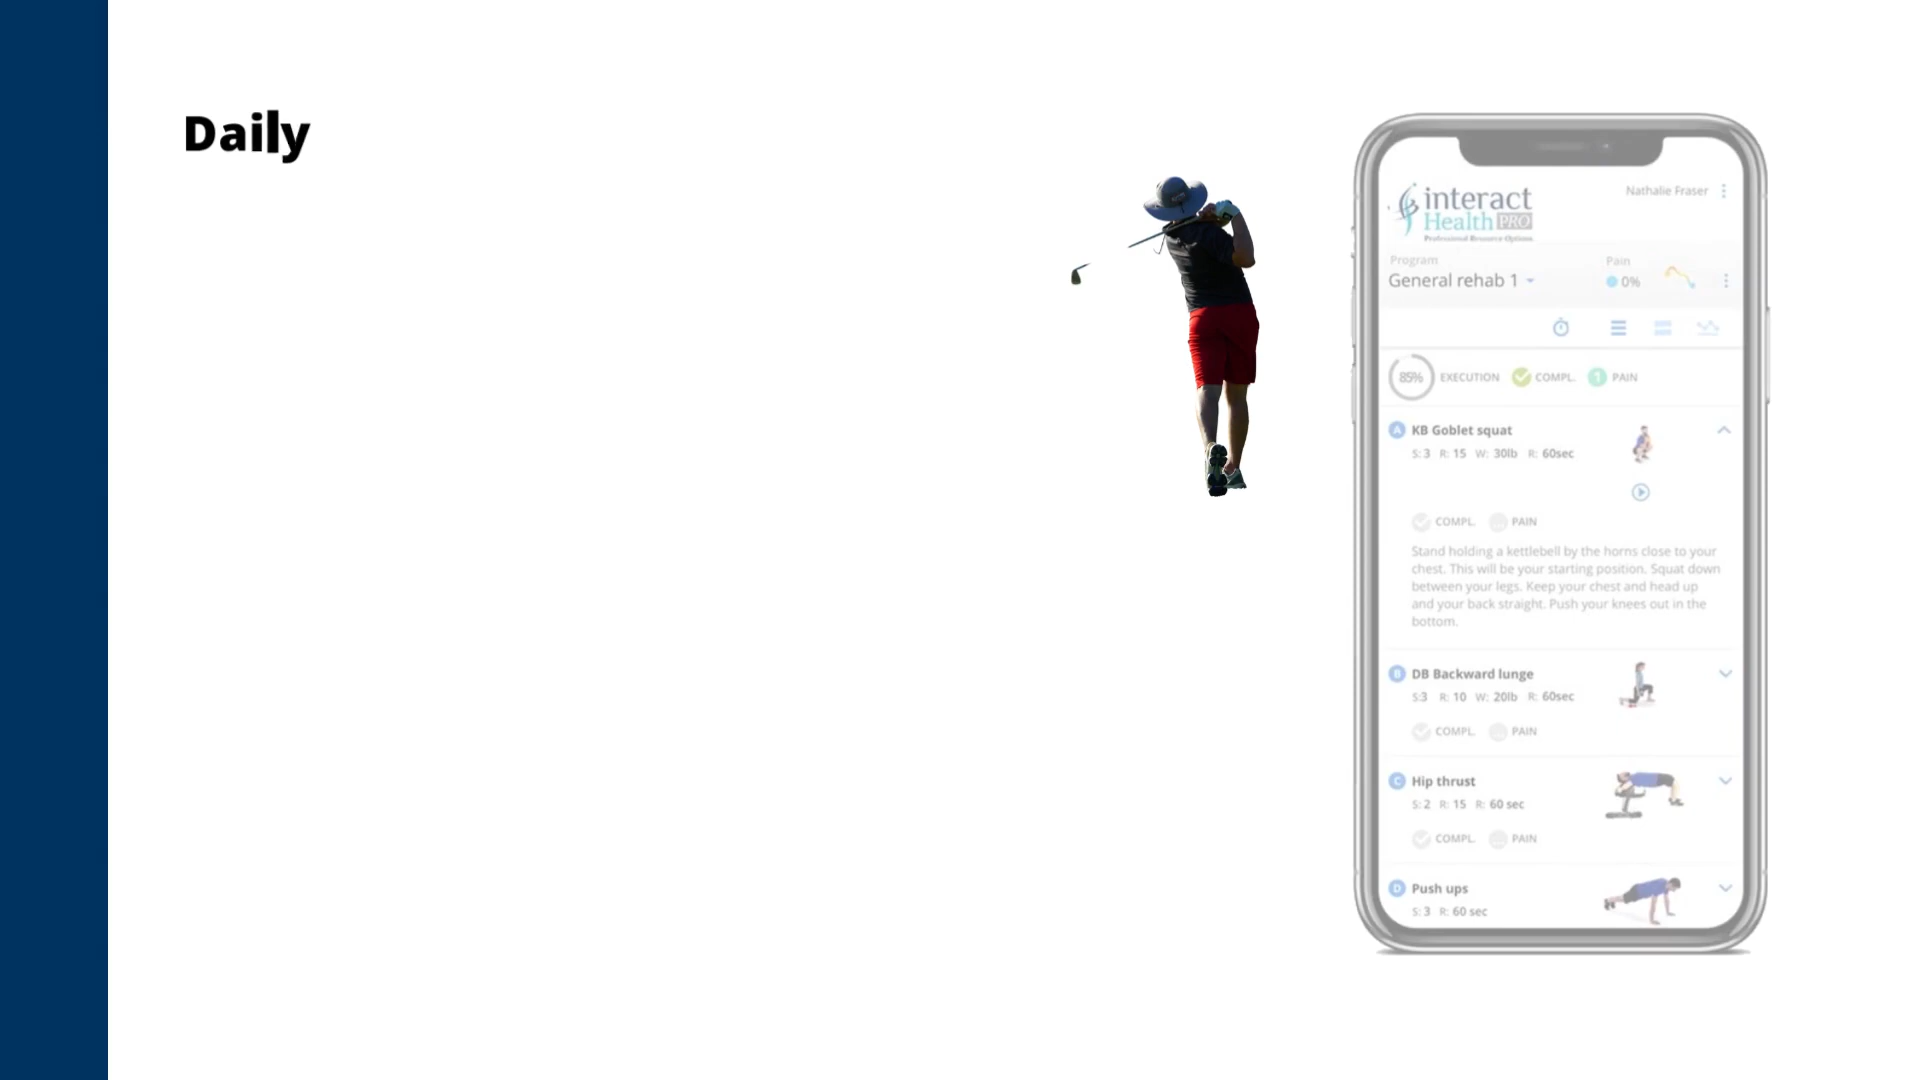 Daily
interact
Health PRO
Professional Resource Options
Nathalie Fraser
Program
General rehab 1
Pain
0%
85% EXECUTION COMPL. 1 PAIN
A KB Goblet squat
S: 3 R: 15 W: 30lb R: 60sec
COMPL. PAIN
Stand holding a kettlebell by the horns close to your
chest. This will be your starting position. Squat down
between your legs. Keep your chest and head up
and your back straight. Push your knees out in the
bottom.
B DB Backward lunge
S:3 R: 10 W: 20lb R: 60sec
COMPL. PAIN
C Hip thrust
S: 2 R: 15 R: 60 sec
COMPL. PAIN
D Push ups
S: 3 R: 60 sec